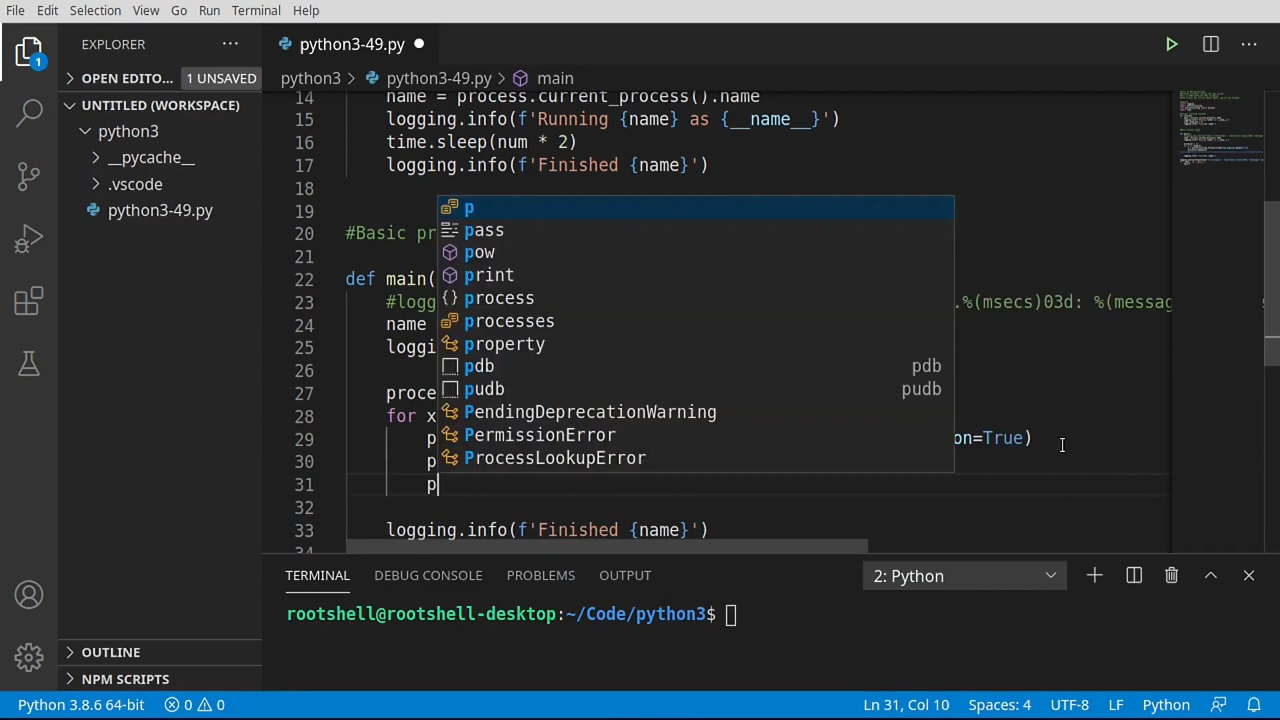 File Edit Selection View Go Run Terminal Help
EXPLORER
1
OPEN EDITO... 1 UNSAVED
UNTITLED (WORKSPACE)
python3
__pycache__
.vscode
python3-49.py
OUTLINE
NPM SCRIPTS
python3-49.py
python3 > python3-49.py > main
14 name = process.current_process().name
15 logging.info(f'Running {name} as {__name__}')
16 time.sleep(num * 2)
17 logging.info(f'Finished {name}')
18
19
20 #Basic pr
21
22 def main(
23 #logg .%(msecs)03d: %(message
24 name
25 loggi
26
27 proce
28 for x
29 p on=True)
30 p
31 p
32
33 logging.info(f'Finished {name}')
34
p
pass
pow
print
process
processes
property
pdb pdb
pudb pudb
PendingDeprecationWarning
PermissionError
ProcessLookupError
TERMINAL DEBUG CONSOLE PROBLEMS OUTPUT 2: Python
rootshell@rootshell-desktop:~/Code/python3$
Python 3.8.6 64-bit 0 0 Ln 31, Col 10 Spaces: 4 UTF-8 LF Python